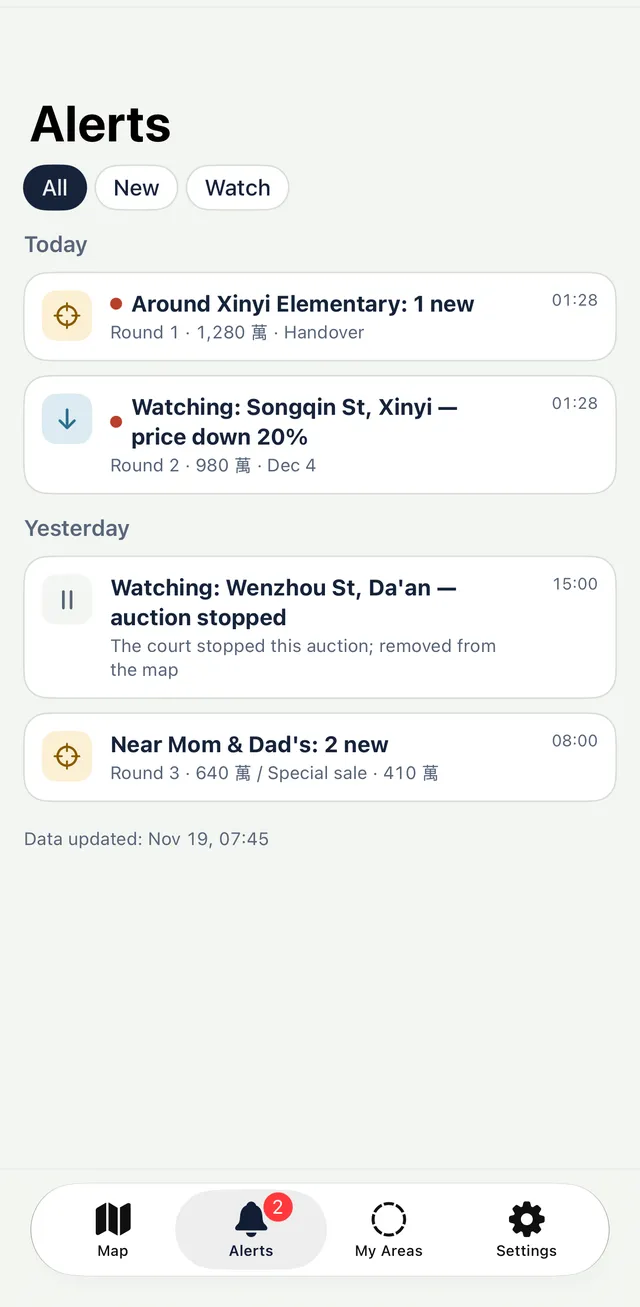 Alerts
All
New
Watch
Today
Around Xinyi Elementary: 1 new
01:28
Round 1 · 1,280 萬 · Handover
Watching: Songqin St, Xinyi —
01:28
price down 20%
Round 2 · 980 萬 · Dec 4
Yesterday
Watching: Wenzhou St, Da'an —
15:00
auction stopped
The court stopped this auction; removed from
the map
Near Mom & Dad's: 2 new
08:00
Round 3 · 640 萬 / Special sale · 410 萬
Data updated: Nov 19, 07:45
2
Map
Alerts
My Areas
Settings